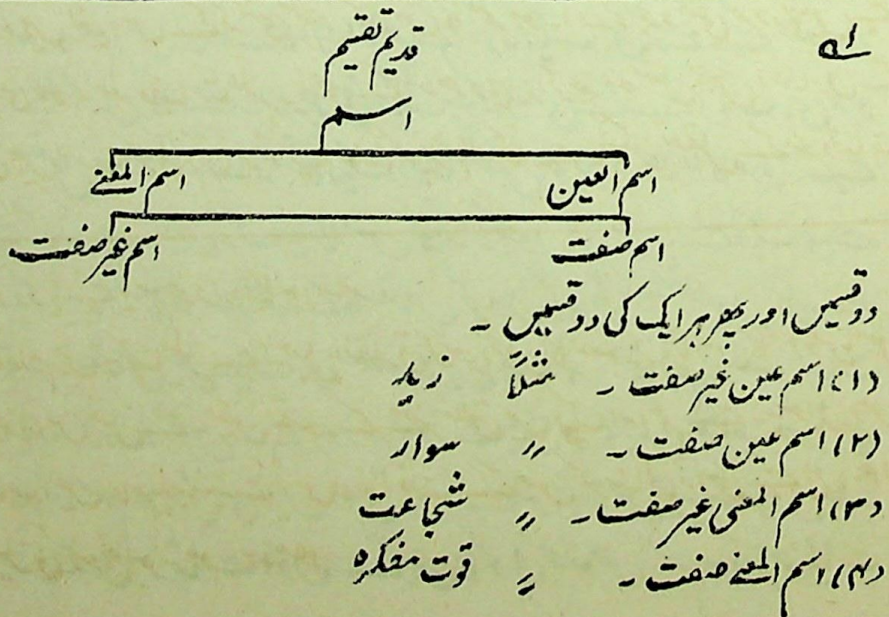 قدیم تقسیم
اسم
اسم العین اسم المعنے
اسم صفت اسم غیر صفت
دو قسمیں اور پھر ہر ایک کی دو قسمیں ۔
(۱) اسم عین غیر صفت ۔ مثلاً زید
(۲) اسم عین صفت ۔ 〃 سوار
(۳) اسم المعنی غیر صفت ۔ 〃 شجاعت
(۴) اسم المعنے صفت ۔ 〃 قوت مفکرہ